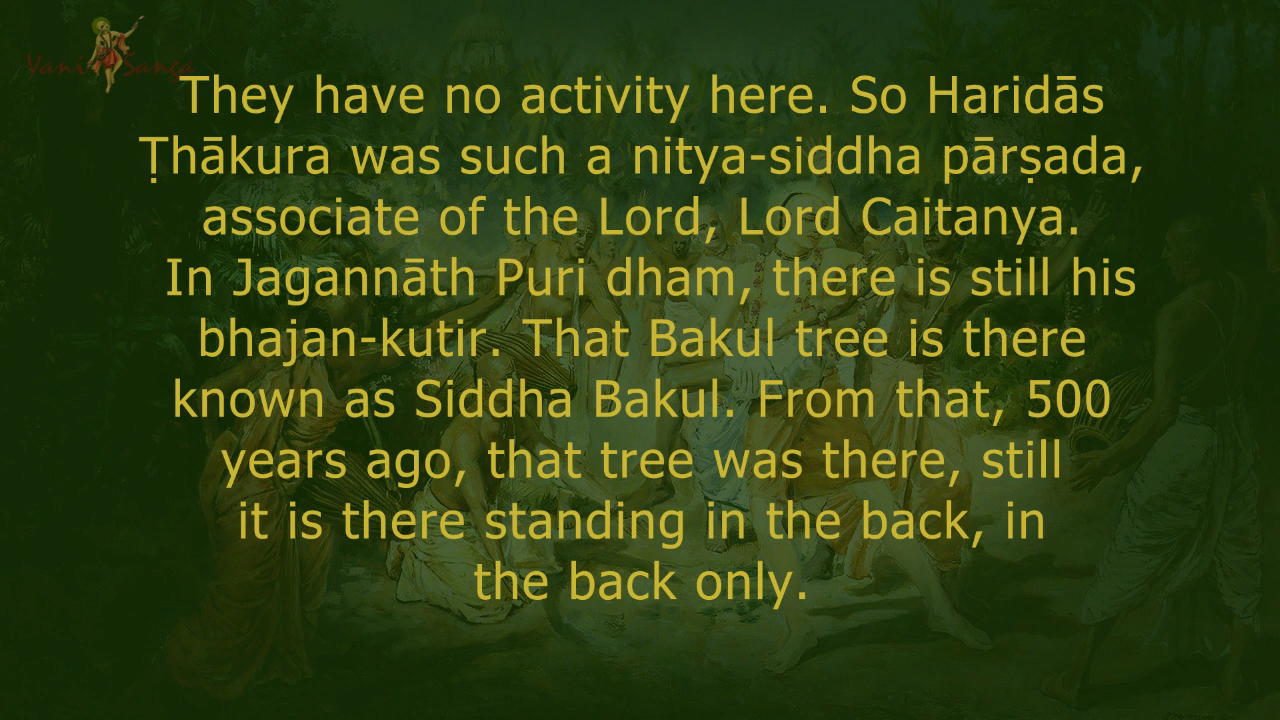 Vani Sanga
They have no activity here. So Haridās
Ṭhākura was such a nitya-siddha pārṣada,
associate of the Lord, Lord Caitanya.
In Jagannāth Puri dham, there is still his
bhajan-kutir. That Bakul tree is there
known as Siddha Bakul. From that, 500
years ago, that tree was there, still
it is there standing in the back, in
the back only.